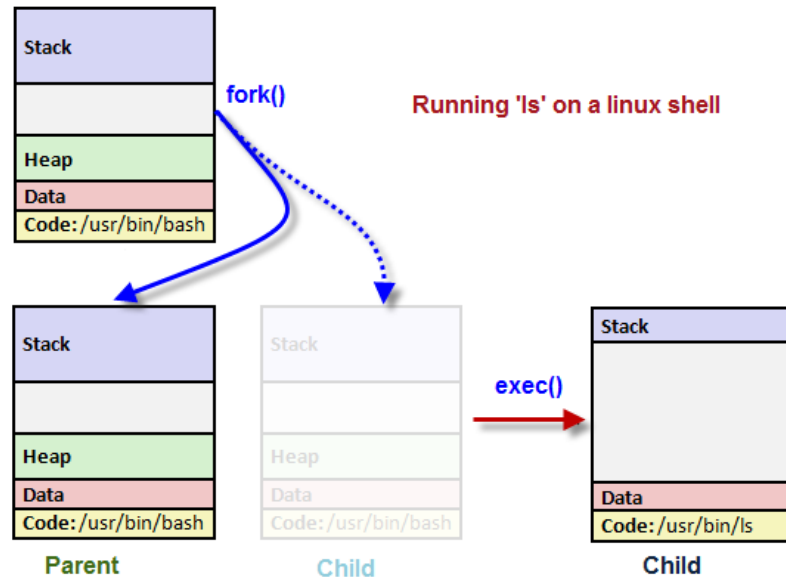 Stack
fork()
Running 'ls' on a linux shell
Heap
Data
Code:/usr/bin/bash
Stack
Heap
Data
Code:/usr/bin/bash
Parent
Stack
Heap
Data
Code:/usr/bin/bash
Child
exec()
Stack
Data
Code:/usr/bin/ls
Child